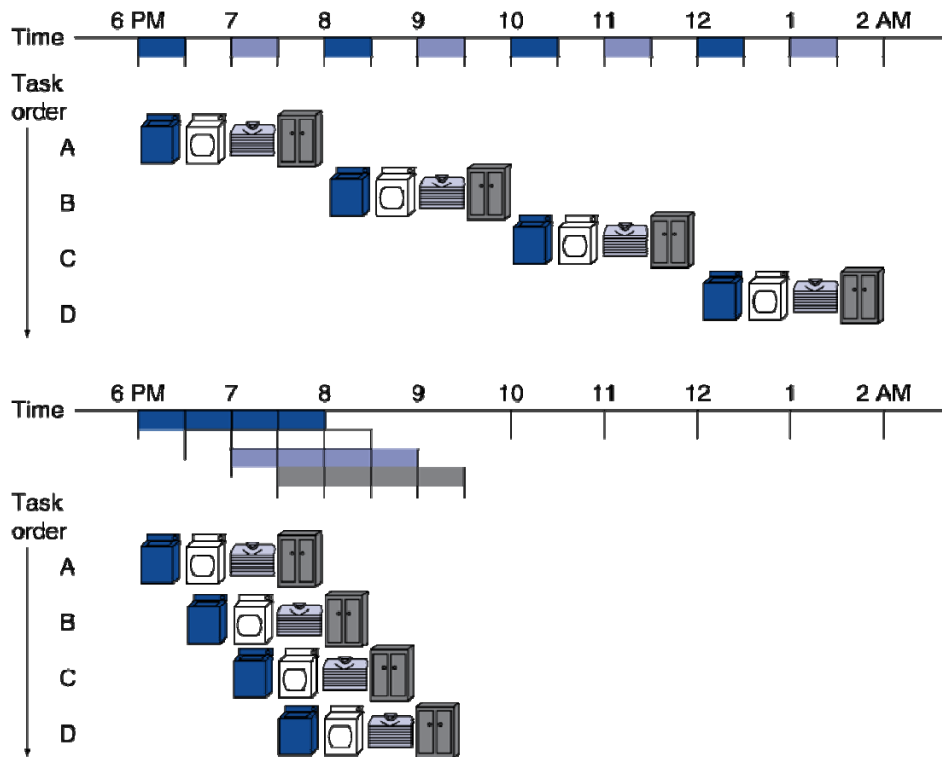 6 PM 7 8 9 10 11 12 1 2 AM
Time
Task
order
A
B
C
D
6 PM 7 8 9 10 11 12 1 2 AM
Time
Task
order
A
B
C
D